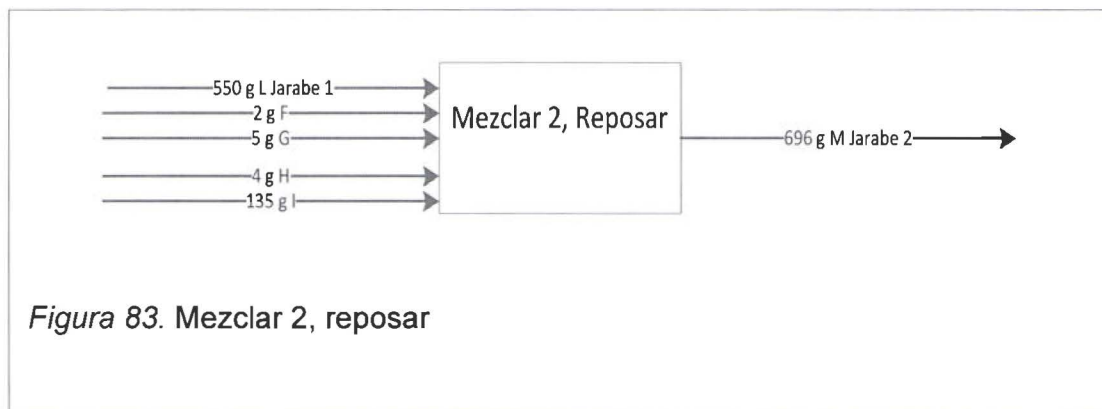 550 g L Jarabe 1
2 g F
5 g G
4 g H
135 g I
Mezclar 2, Reposar
696 g M Jarabe 2
Figura 83. Mezclar 2, reposar